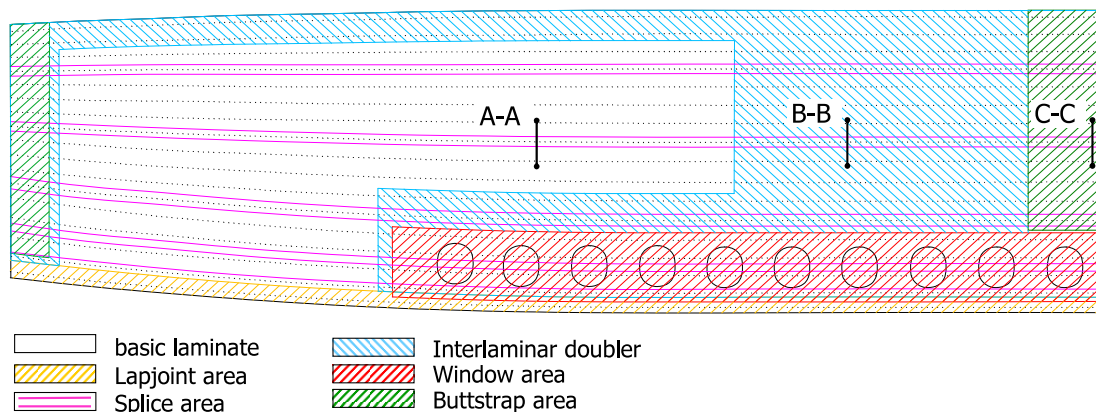 A-A
B-B
C-C
basic laminate
Interlaminar doubler
Lapjoint area
Window area
Splice area
Buttstrap area